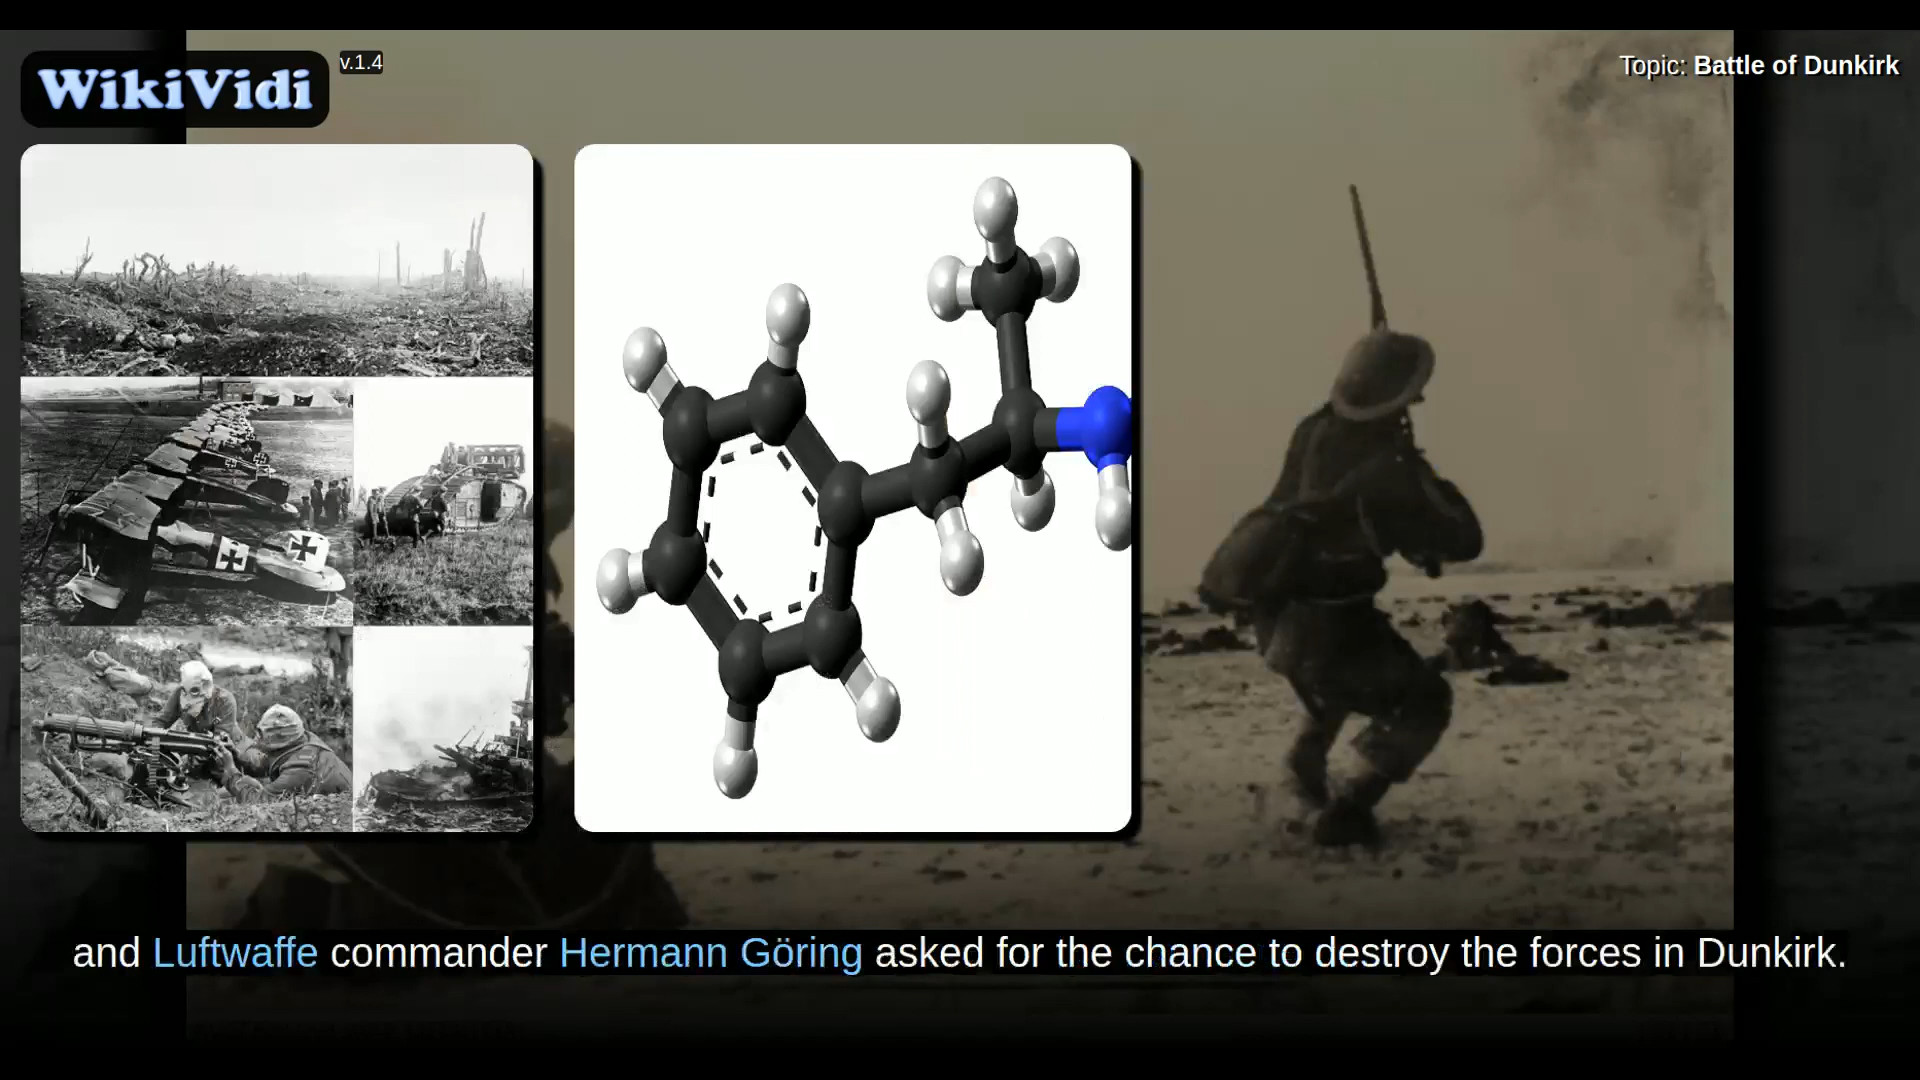 WikiVidi
v.1.4
Topic: Battle of Dunkirk
and Luftwaffe commander Hermann Göring asked for the chance to destroy the forces in Dunkirk.